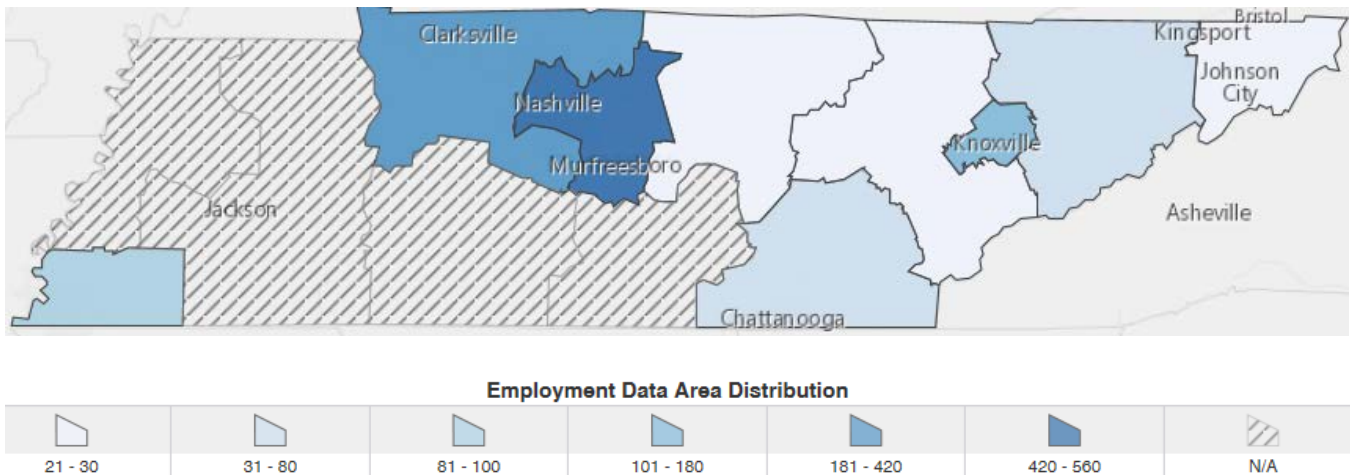 Clarksville
Bristol
Kingsport
Nashville
Johnson
City
Knoxville
Murfreesboro
Jackson
Asheville
Chattanooga
Employment Data Area Distribution
21 - 30 31 - 80 81 - 100 101 - 180 181 - 420 420 - 560 N/A